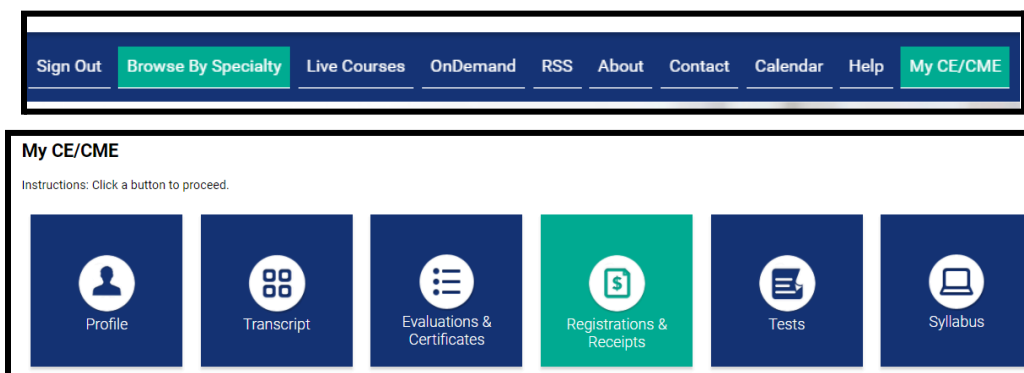 Sign Out Browse By Specialty Live Courses OnDemand RSS About Contact Calendar Help My CE/CME
My CE/CME
Instructions: Click a button to proceed.
Profile
Transcript
Evaluations &
Certificates
$
Registrations &
Receipts
Tests
Syllabus